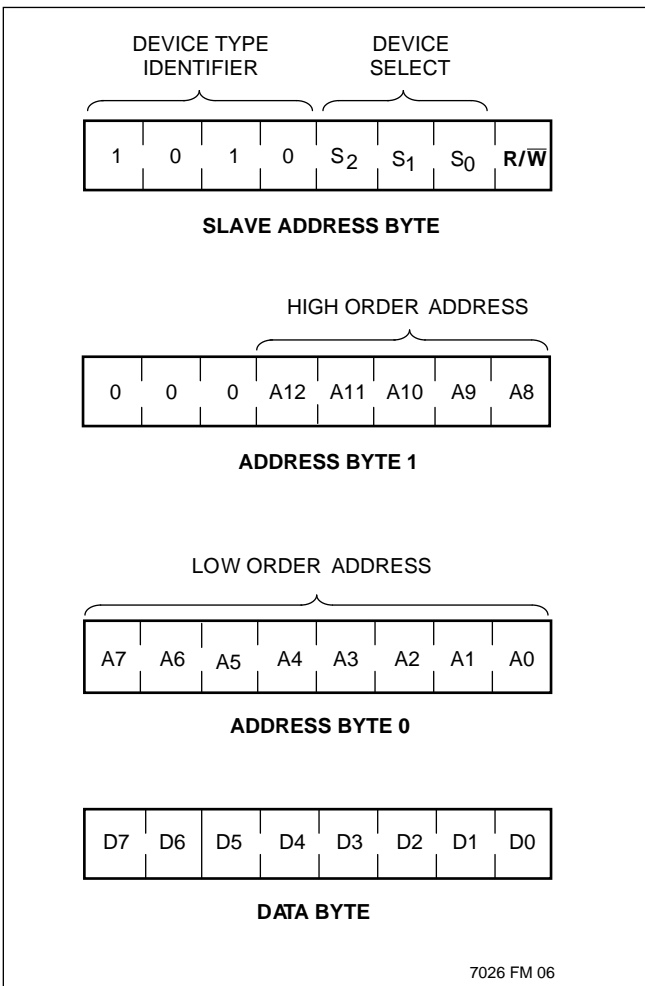 DEVICE TYPE IDENTIFIER DEVICE SELECT
1 0 1 0 S2 S1 S0 R/W̅
SLAVE ADDRESS BYTE
HIGH ORDER ADDRESS
0 0 0 A12 A11 A10 A9 A8
ADDRESS BYTE 1
LOW ORDER ADDRESS
A7 A6 A5 A4 A3 A2 A1 A0
ADDRESS BYTE 0
D7 D6 D5 D4 D3 D2 D1 D0
DATA BYTE
7026 FM 06